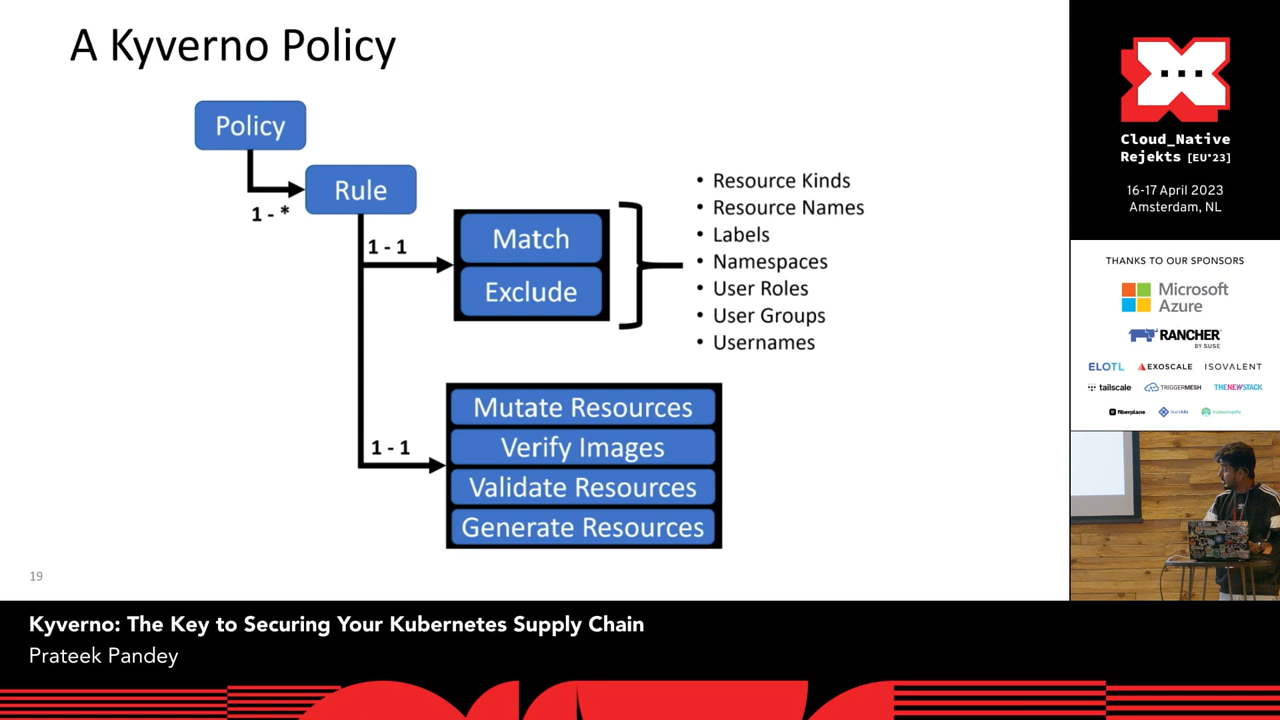 A Kyverno Policy
Policy
Rule
1 - *
1 - 1
Match
Exclude
• Resource Kinds
• Resource Names
• Labels
• Namespaces
• User Roles
• User Groups
• Usernames
1 - 1
Mutate Resources
Verify Images
Validate Resources
Generate Resources
19
Cloud_Native
Rejekts [EU*23]
16-17 April 2023
Amsterdam, NL
THANKS TO OUR SPONSORS
Microsoft
Azure
RANCHER
BY SUSE
ELOTL
EXOSCALE
ISOVALENT
tailscale
TRIGGERMESH
THENEWSTACK
fiberplane
kubesimplify
Kyverno: The Key to Securing Your Kubernetes Supply Chain
Prateek Pandey